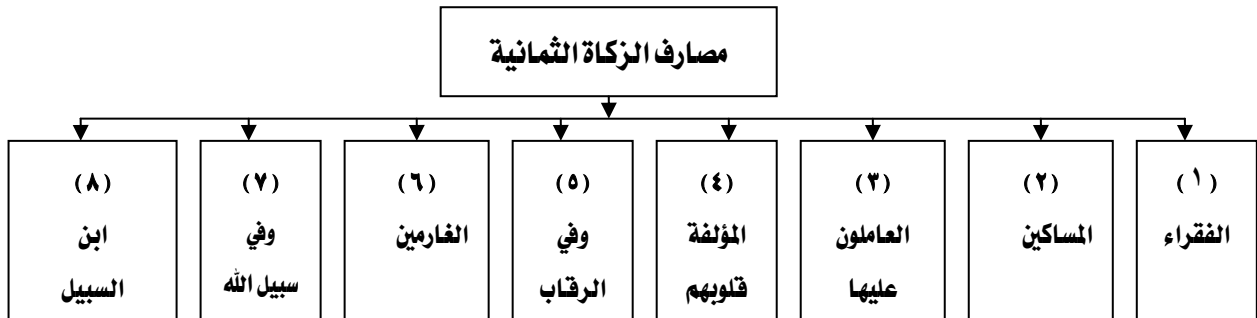 مصارف الزكاة الثمانية
(١)
الفقراء
(٢)
المساكين
(٣)
العاملون
عليها
(٤)
المؤلفة
قلوبهم
(٥)
وفي
الرقاب
(٦)
الغارمين
(٧)
وفي
سبيل الله
(٨)
ابن
السبيل